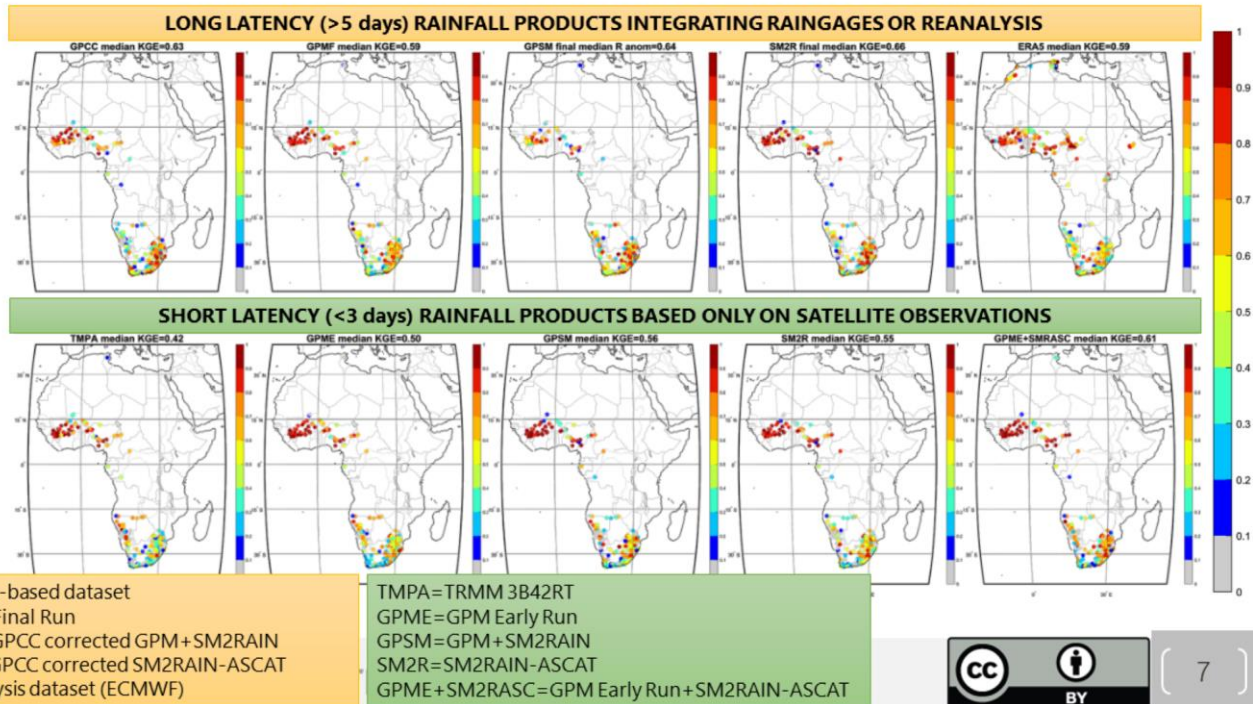 LONG LATENCY (>5 days) RAINFALL PRODUCTS INTEGRATING RAINGAGES OR REANALYSIS
GPCC median KGE=0.63
GPMF median KGE=0.59
GPSM final median R anom=0.64
SM2R final median KGE=0.66
ERA5 median KGE=0.59
SHORT LATENCY (<3 days) RAINFALL PRODUCTS BASED ONLY ON SATELLITE OBSERVATIONS
TMPA median KGE=0.42
GPME median KGE=0.50
GPSM median KGE=0.56
SM2R median KGE=0.55
GPME+SMRASC median KGE=0.61
1
0.9
0.8
0.7
0.6
0.5
0.4
0.3
0.2
0.1
0
-based dataset
Final Run
GPCC corrected GPM+SM2RAIN
GPCC corrected SM2RAIN-ASCAT
ysis dataset (ECMWF)
TMPA=TRMM 3B42RT
GPME=GPM Early Run
GPSM=GPM+SM2RAIN
SM2R=SM2RAIN-ASCAT
GPME+SM2RASC=GPM Early Run+SM2RAIN-ASCAT
cc
BY
7